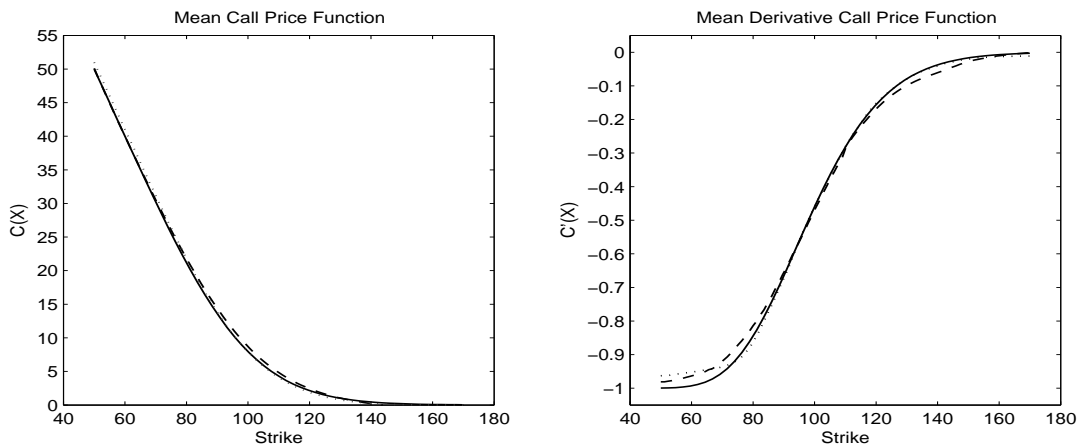 Mean Call Price Function
55
50
45
40
35
30
25
20
15
10
5
0
C(X)
40 60 80 100 120 140 160 180
Strike
Mean Derivative Call Price Function
0
−0.1
−0.2
−0.3
−0.4
−0.5
−0.6
−0.7
−0.8
−0.9
−1
C'(X)
40 60 80 100 120 140 160 180
Strike